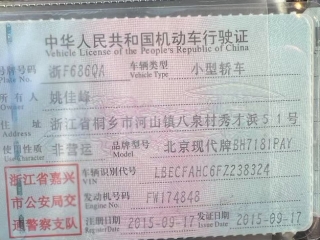 中华人民共和国机动车行驶证
Vehicle License of the People's Republic of China
号牌号码 浙F686QA 车辆类型 小型轿车
Vehicle Type
所有人 姚佳峰
Owner
住址 浙江省桐乡市河山镇八泉村秀才浜51号
Address
使用性质 非营运 品牌型号 北京现代牌BH7181PAY
Use Character Model
浙江省嘉兴 车辆识别代号 LBECFAHC6FZ238324
VIN
市公安局交 发动机号码 FW174848
通警察支队 注册日期 2015-09-17 发证日期 2015-09-17
Register Date Issue Date